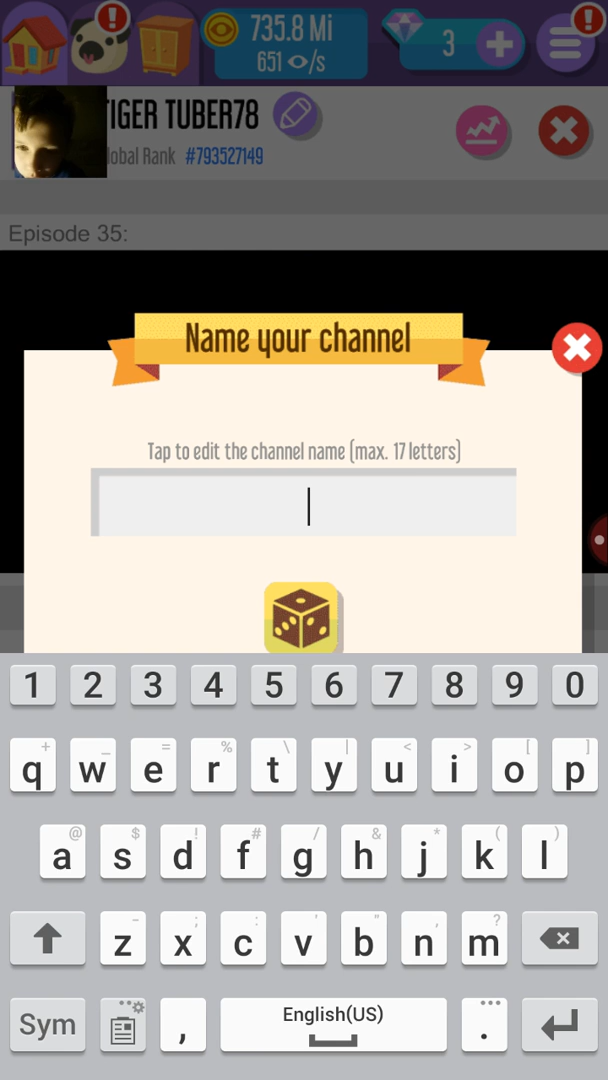 735.8 Mi
651 /s
3
TIGER TUBER78
lobal Rank #793527149
Episode 35:
Name your channel
Tap to edit the channel name (max. 17 letters)
1 2 3 4 5 6 7 8 9 0
+ _ = % \ | < > [ ]
q w e r t y u i o p
@ $ ! # / & * ( )
a s d f g h j k l
- ; : ' " , ?
z x c v b n m
Sym , English(US) .